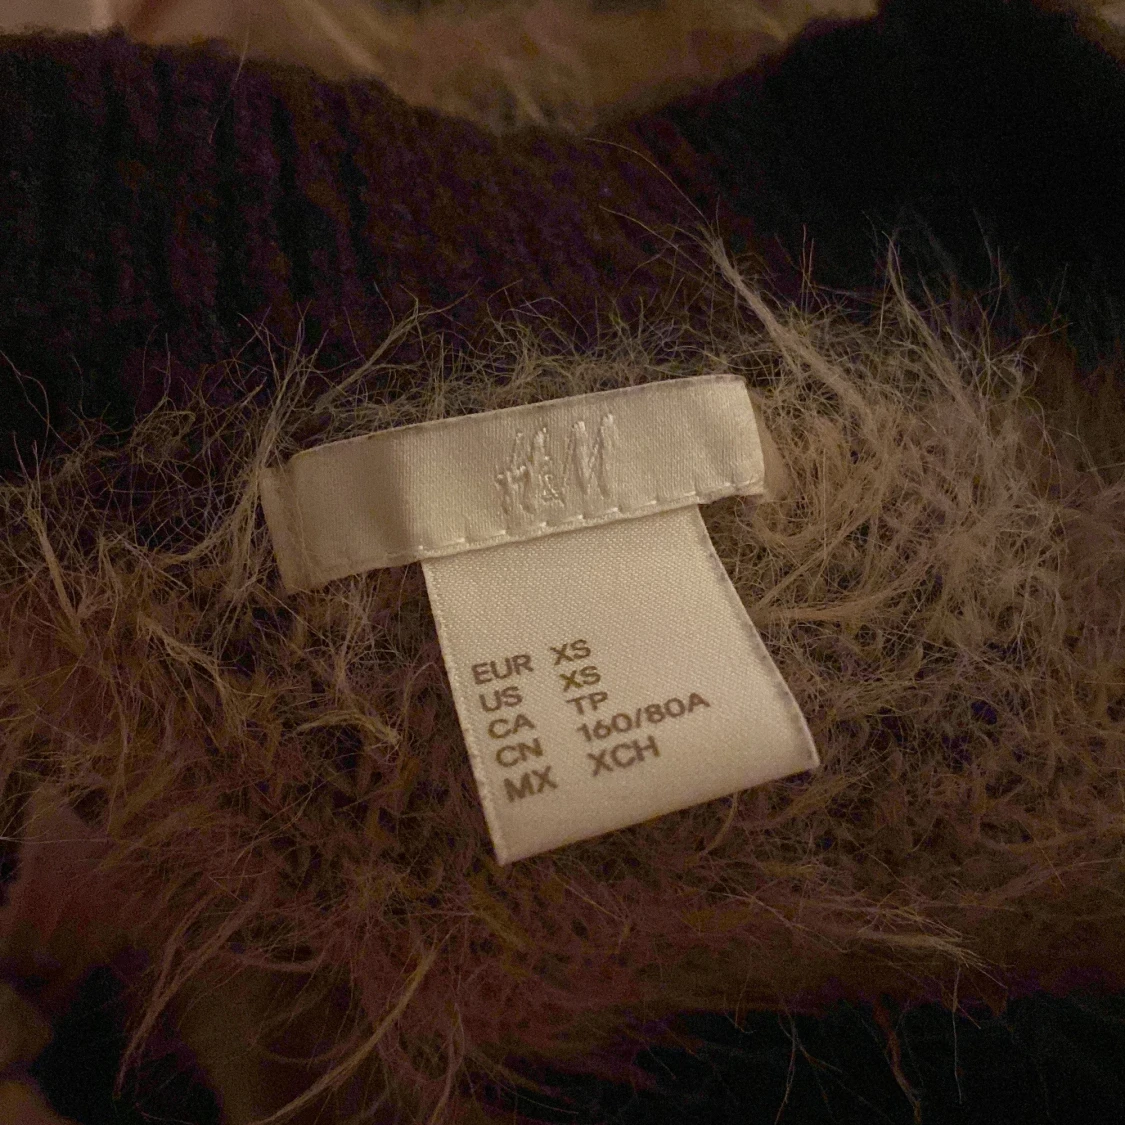 H&M
EUR XS
US XS
CA TP
CN 160/80A
MX XCH